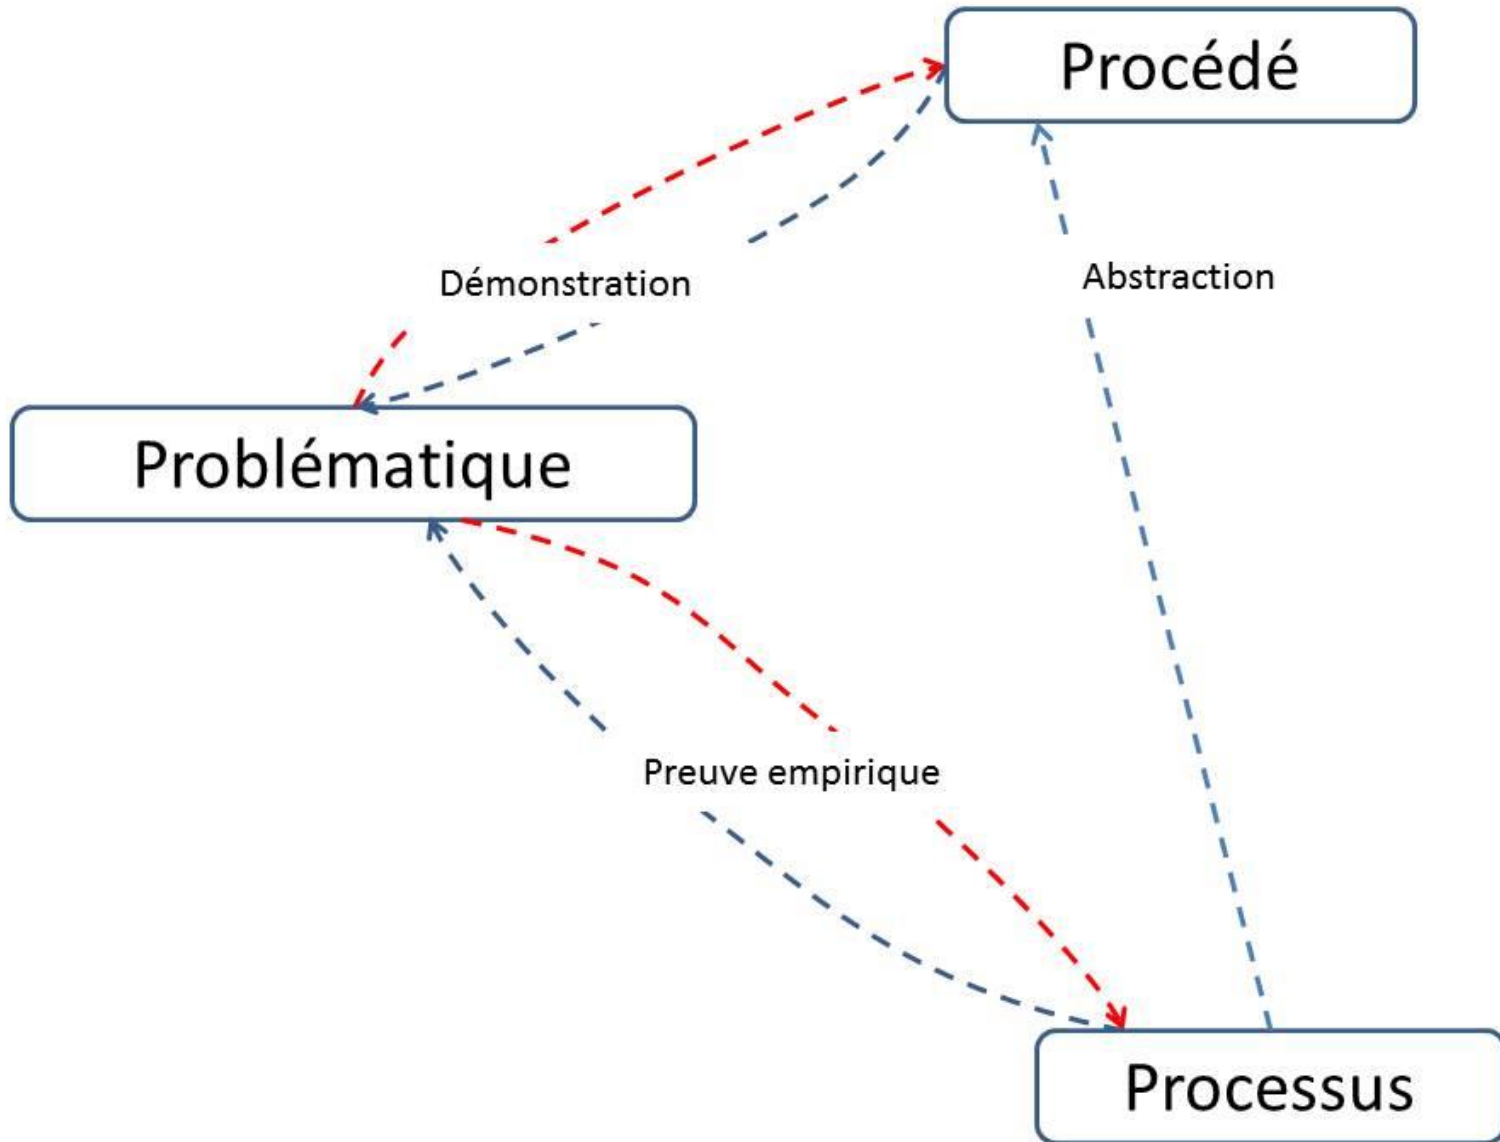 Procédé
Démonstration
Abstraction
Problématique
Preuve empirique
Processus